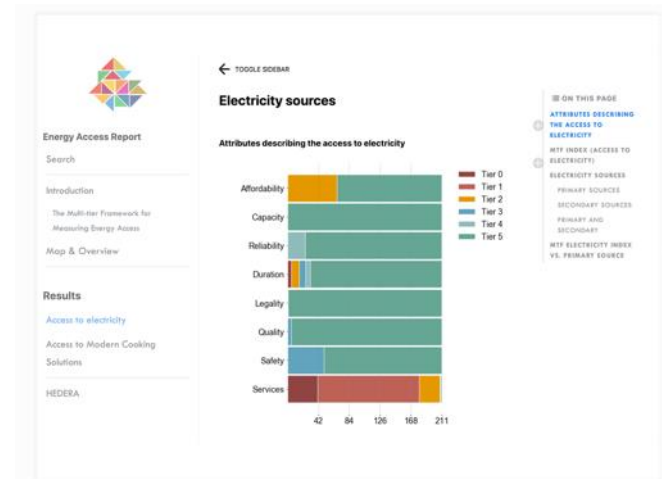 TOGGLE SIDEBAR
Electricity sources
Energy Access Report
Search
Introduction
The Multi-tier Framework for
Measuring Energy Access
Map & Overview
Results
Access to electricity
Access to Modern Cooking
Solutions
HEDERA
Attributes describing the access to electricity
Affordability
Capacity
Reliability
Duration
Legality
Quality
Safety
Services
42 84 126 168 211
Tier 0
Tier 1
Tier 2
Tier 3
Tier 4
Tier 5
ON THIS PAGE
ATTRIBUTES DESCRIBING
THE ACCESS TO
ELECTRICITY
MTF INDEX (ACCESS TO
ELECTRICITY)
ELECTRICITY SOURCES
PRIMARY SOURCES
SECONDARY SOURCES
PRIMARY AND
SECONDARY
MTF ELECTRICITY INDEX
VS. PRIMARY SOURCE